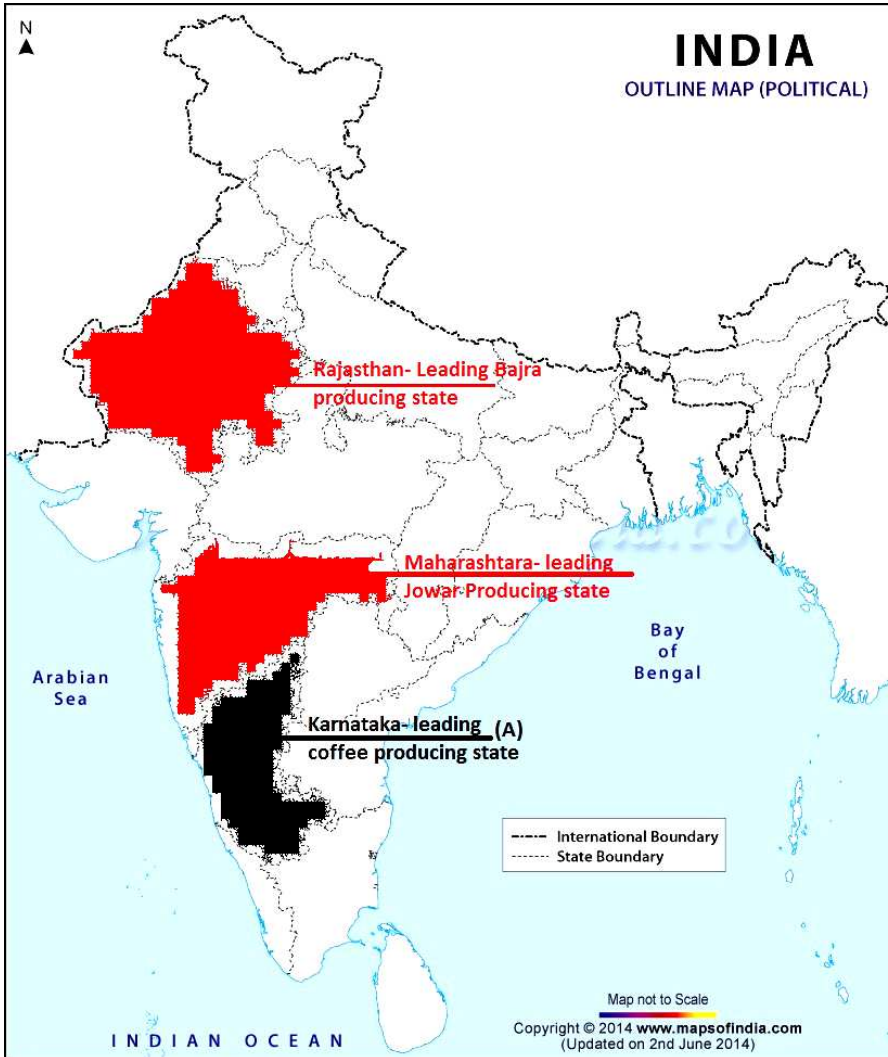 N
INDIA
OUTLINE MAP (POLITICAL)
Rajasthan- Leading Bajra
producing state
Maharashtara- leading
Jowar Producing state
Bay
of
Bengal
Arabian
Sea
Karnataka- leading (A)
coffee producing state
International Boundary
State Boundary
Map not to Scale
Copyright © 2014 www.mapsofindia.com
(Updated on 2nd June 2014)
INDIAN OCEAN